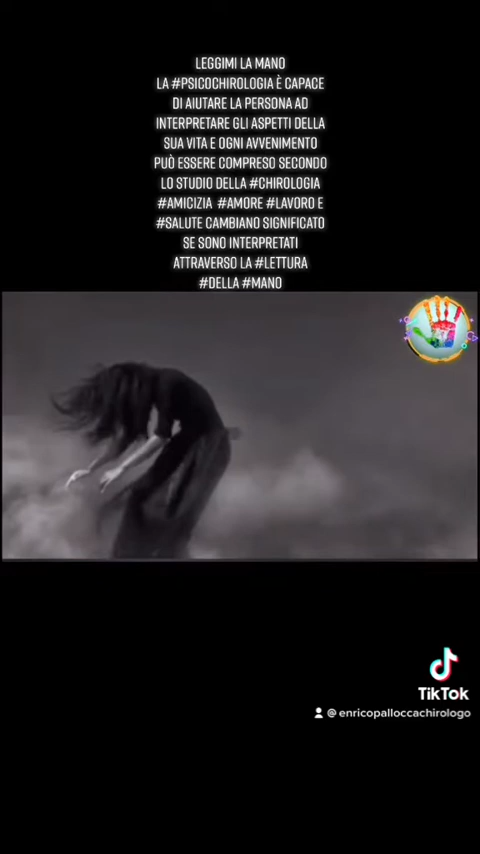 LEGGIMI LA MANO
LA #PSICOCHIROLOGIA È CAPACE
DI AIUTARE LA PERSONA AD
INTERPRETARE GLI ASPETTI DELLA
SUA VITA E OGNI AVVENIMENTO
PUÒ ESSERE COMPRESO SECONDO
LO STUDIO DELLA #CHIROLOGIA
#AMICIZIA #AMORE #LAVORO E
#SALUTE CAMBIANO SIGNIFICATO
SE SONO INTERPRETATI
ATTRAVERSO LA #LETTURA
#DELLA #MANO
TikTok
@enricopalloccachirologo